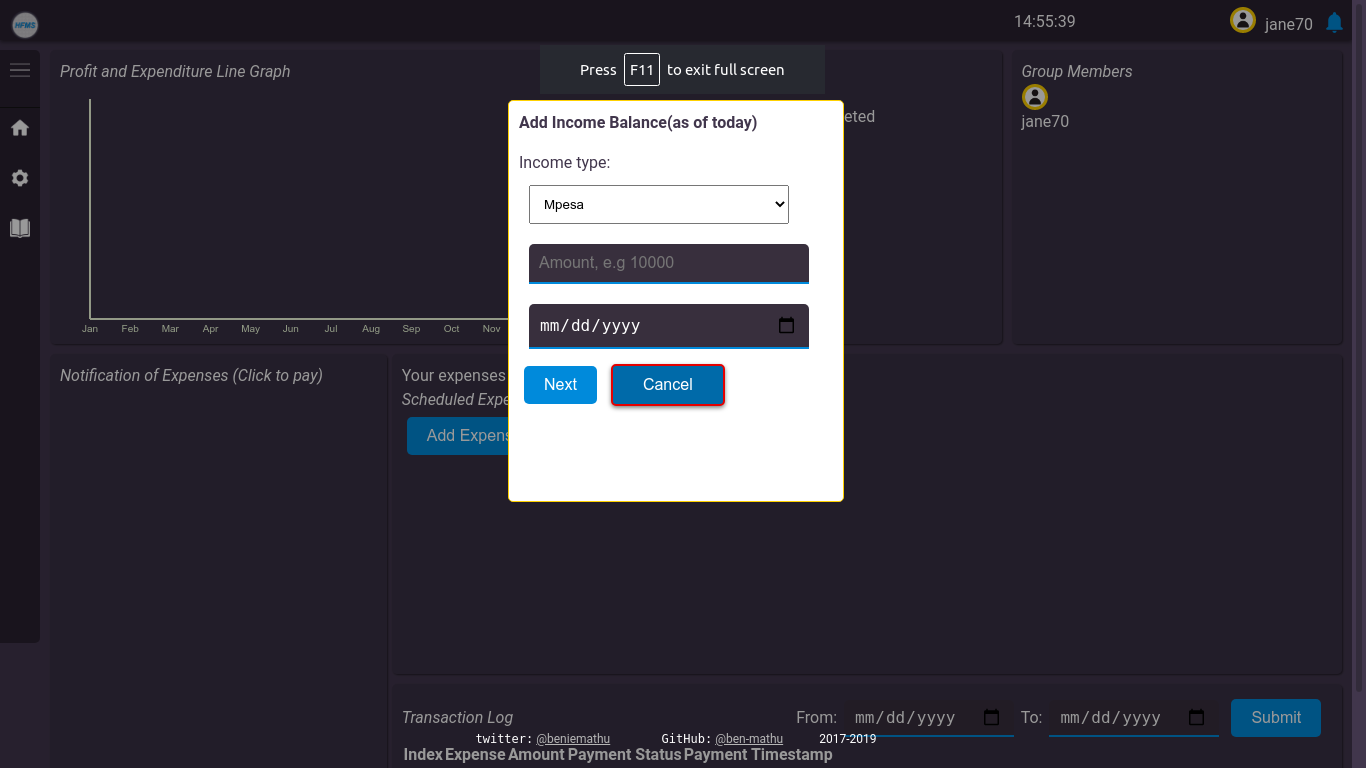 HFMS
14:55:39
jane70
Press F11 to exit full screen
Profit and Expenditure Line Graph
Group Members
jane70
eted
Add Income Balance(as of today)
Income type:
Mpesa
Amount, e.g 10000
mm/dd/yyyy
Next
Cancel
Jan Feb Mar Apr May Jun Jul Aug Sep Oct Nov
Notification of Expenses (Click to pay)
Your expenses
Scheduled Expe
Add Expens
Transaction Log
From: mm/dd/yyyy To: mm/dd/yyyy Submit
twitter: @beniemathu GitHub: @ben-mathu 2017-2019
Index Expense Amount Payment Status Payment Timestamp